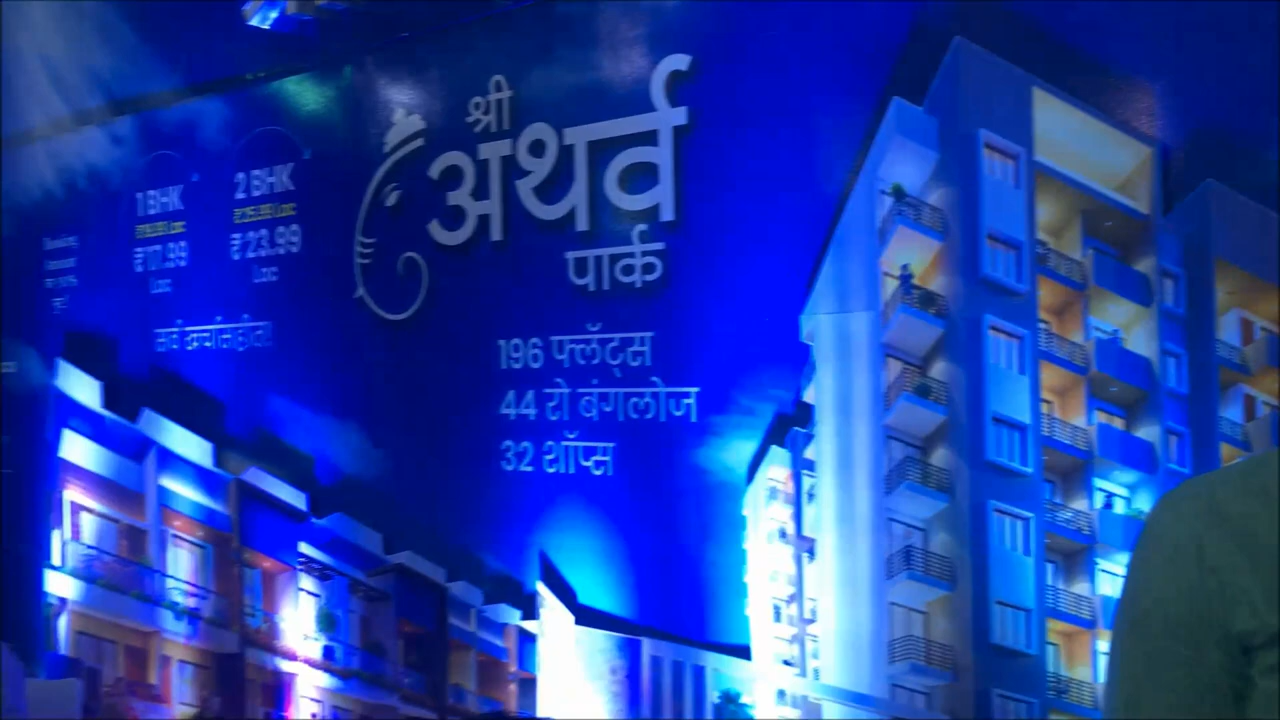 श्री
अथर्व
पार्क
1 BHK
₹17.99
Lac
2 BHK
₹23.99
Lac
196 फ्लॅट्स
44 रो बंगलोज
32 शॉप्स